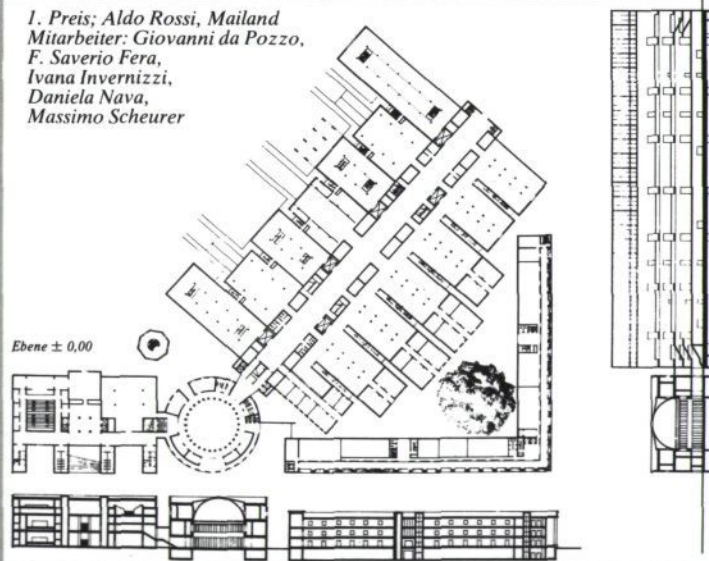 1. Preis; Aldo Rossi, Mailand
Mitarbeiter: Giovanni da Pozzo,
F. Saverio Fera,
Ivana Invernizzi,
Daniela Nava,
Massimo Scheurer
Ebene ± 0,00